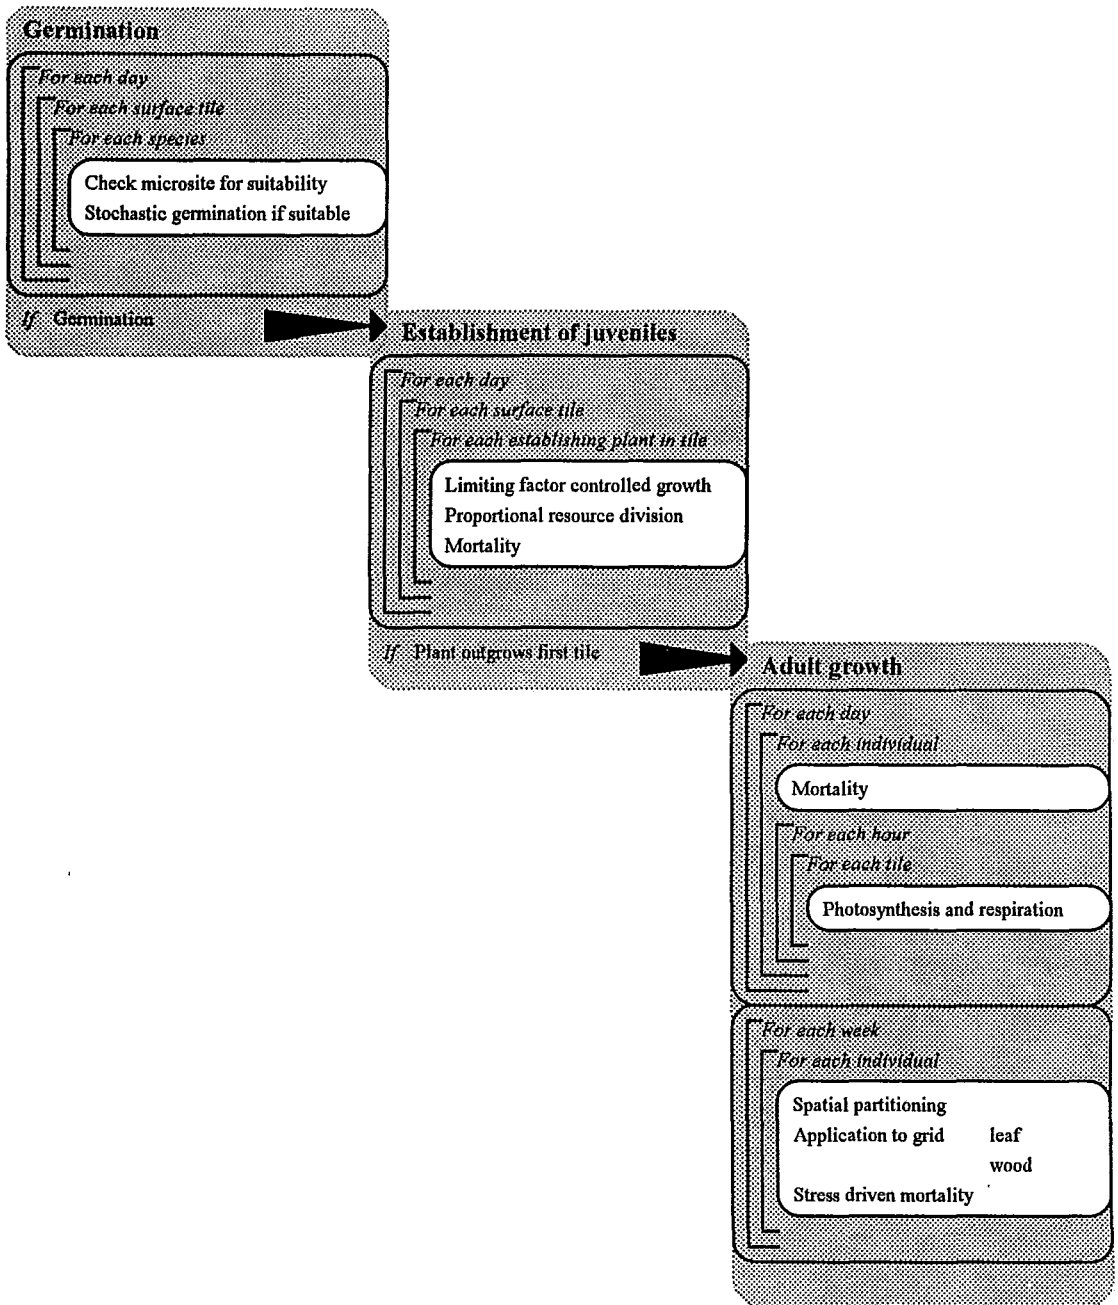 Germination
For each day
For each surface tile
For each species
Check microsite for suitability
Stochastic germination if suitable
If Germination
Establishment of juveniles
For each day
For each surface tile
For each establishing plant in tile
Limiting factor controlled growth
Proportional resource division
Mortality
If Plant outgrows first tile
Adult growth
For each day
For each individual
Mortality
For each hour
For each tile
Photosynthesis and respiration
For each week
For each individual
Spatial partitioning
Application to grid leaf
wood
Stress driven mortality